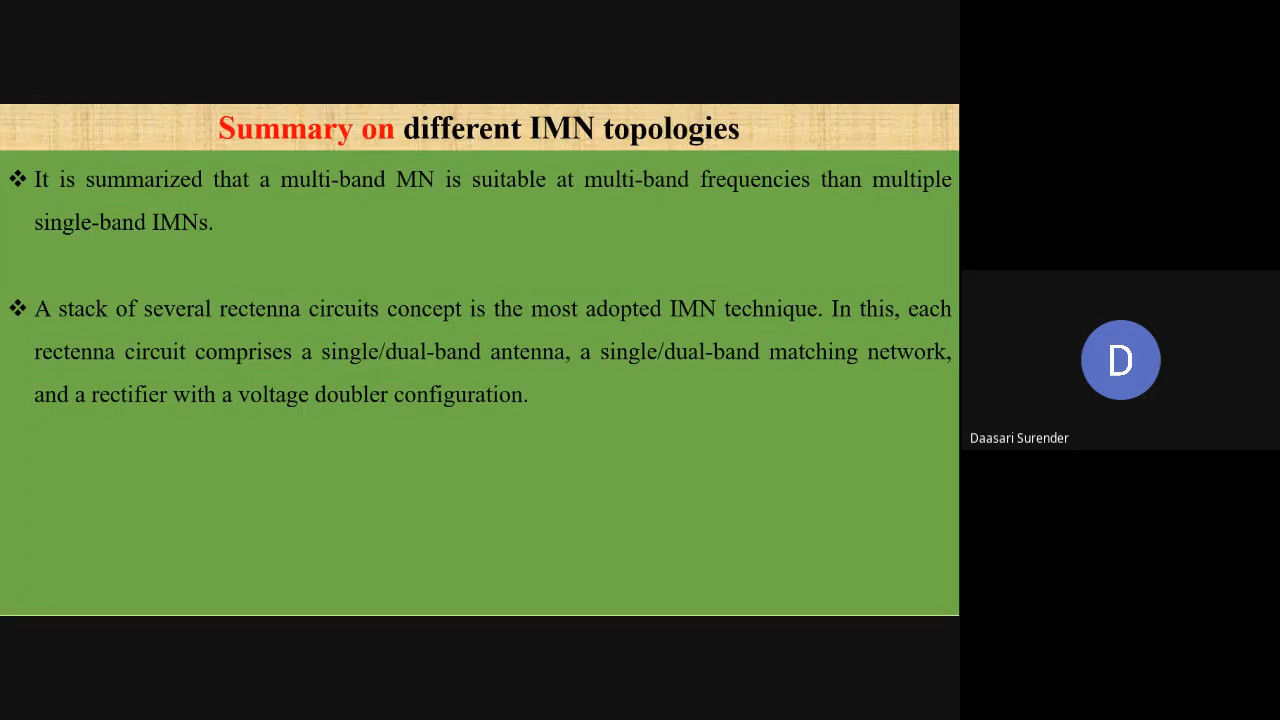 Summary on different IMN topologies
❖ It is summarized that a multi-band MN is suitable at multi-band frequencies than multiple
single-band IMNs.
❖ A stack of several rectenna circuits concept is the most adopted IMN technique. In this, each
rectenna circuit comprises a single/dual-band antenna, a single/dual-band matching network,
and a rectifier with a voltage doubler configuration.
D
Daasari Surender